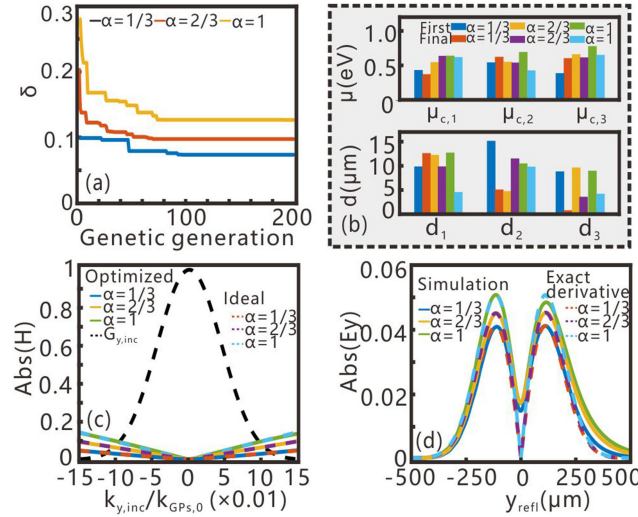 0.3
0.2
0.1
0
δ
α=1/3 α=2/3 α=1
(a)
0 100 200
Genetic generation
1.0
0.5
0.0
μ(eV)
First α=1/3 α=2/3 α=1
Final α=1/3 α=2/3 α=1
μc,1 μc,2 μc,3
15
10
5
0
d(μm)
(b)
d1 d2 d3
1
0.8
0.6
0.4
0.2
0
Abs(H)
Optimized
α=1/3
α=2/3
α=1
Gy,inc
Ideal
α=1/3
α=2/3
α=1
(c)
-15 -10 -5 0 5 10 15
ky,inc/kGPS,0 (×0.01)
0.06
0.04
0.02
0
Abs(Ey)
Simulation
α=1/3
α=2/3
α=1
Exact
derivative
α=1/3
α=2/3
α=1
(d)
-500 -250 0 250 500
yrefl(μm)